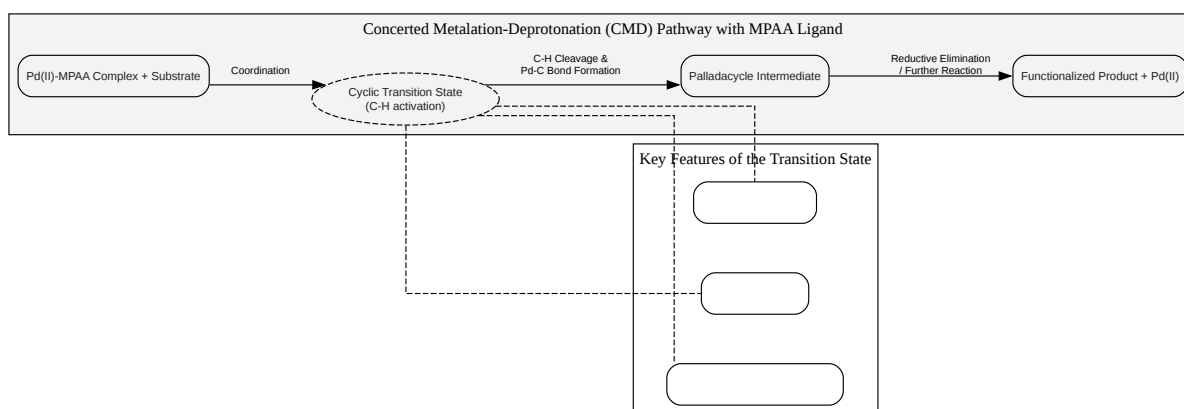 Concerted Metalation-Deprotonation (CMD) Pathway with MPAA Ligand
Pd(II)-MPAA Complex + Substrate
Coordination
Cyclic Transition State
(C-H activation)
C-H Cleavage &
Pd-C Bond Formation
Palladacycle Intermediate
Reductive Elimination
/ Further Reaction
Functionalized Product + Pd(II)
Key Features of the Transition State